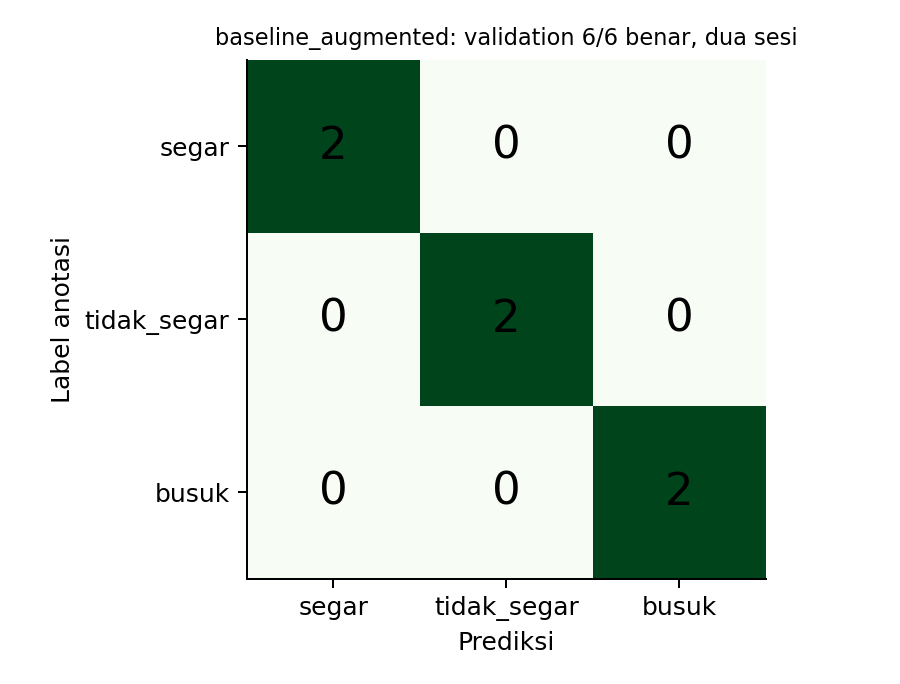 baseline_augmented: validation 6/6 benar, dua sesi
segar 2 0 0
tidak_segar 0 2 0
busuk 0 0 2
Label anotasi
segar tidak_segar busuk
Prediksi